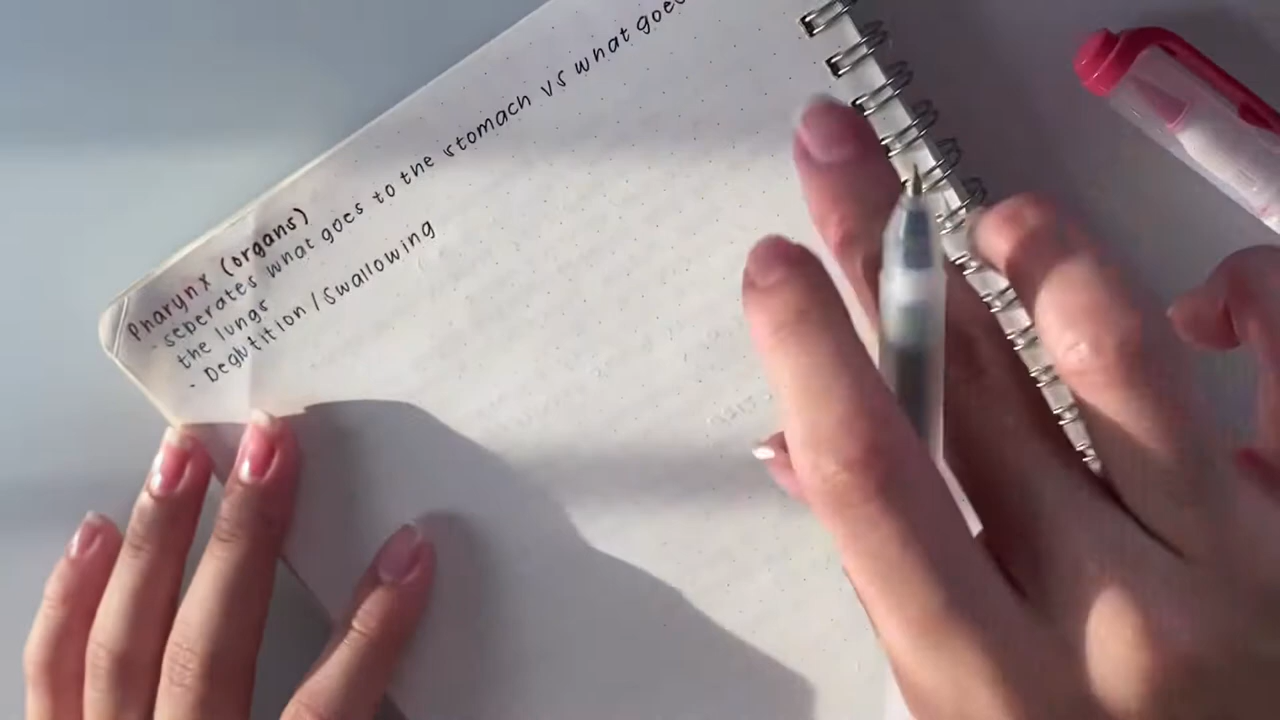 Pharynx (organs)
- seperates what goes to the stomach vs what goes
the lungs
- Deglutition / swallowing